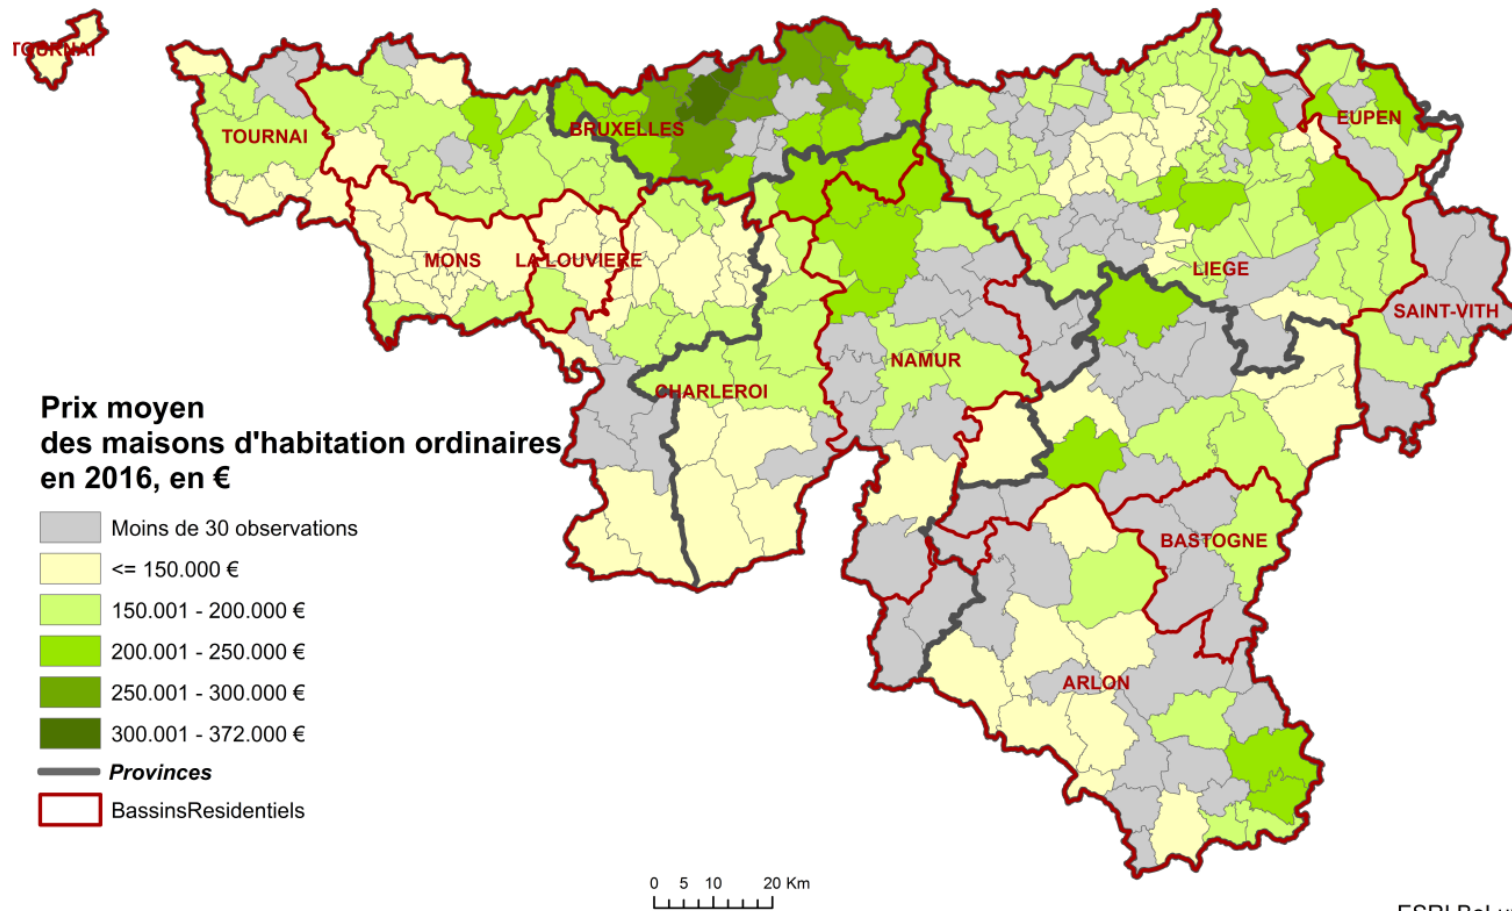 TOURNAI
TOURNAI
BRUXELLES
EUPEN
MONS
LA LOUVIERE
LIEGE
SAINT-VITH
NAMUR
CHARLEROI
BASTOGNE
ARLON
Prix moyen
des maisons d'habitation ordinaires
en 2016, en €
Moins de 30 observations
<= 150.000 €
150.001 - 200.000 €
200.001 - 250.000 €
250.001 - 300.000 €
300.001 - 372.000 €
Provinces
BassinsResidentiels
0 5 10 20 Km